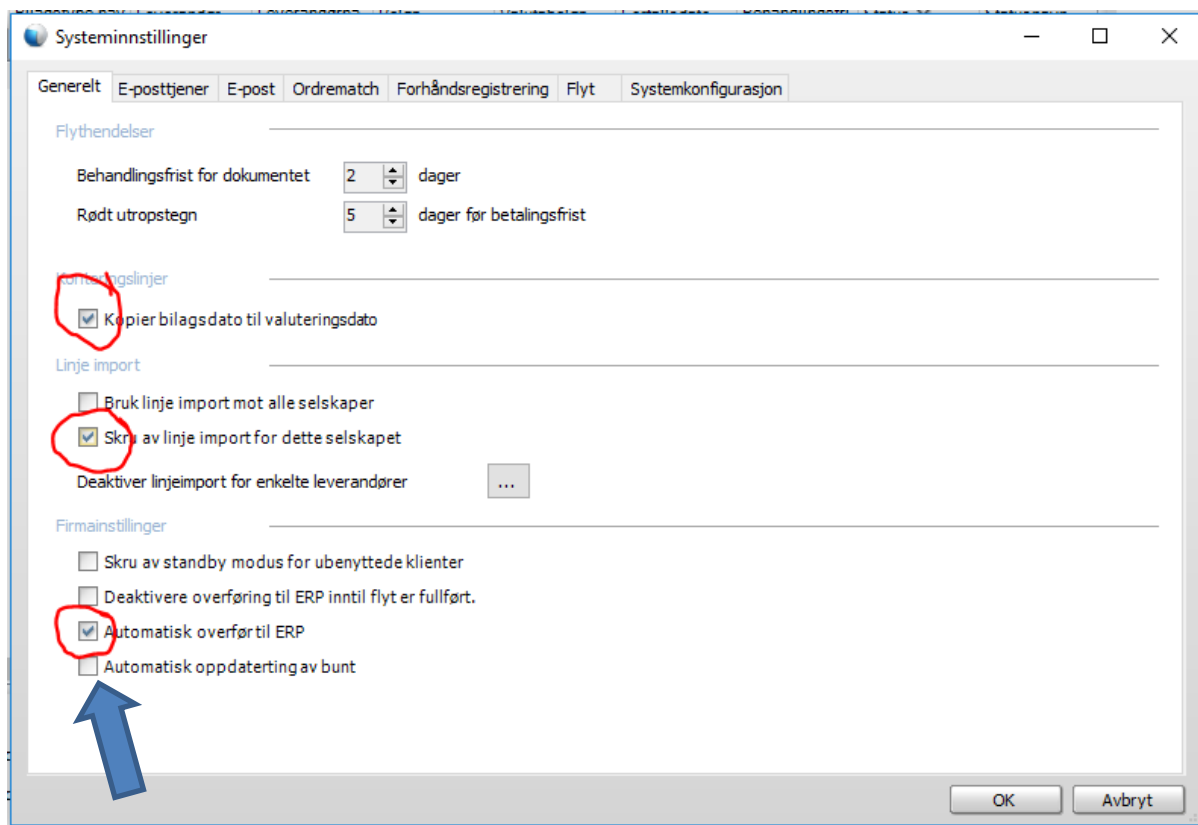 Systeminnstillinger
Generelt E-posttjener E-post Ordrematch Forhåndsregistrering Flyt Systemkonfigurasjon
Flythendelser
Behandlingsfrist for dokumentet 2 dager
Rødt utropstegn 5 dager før betalingsfrist
Konteringslinjer
Kopier bilagsdato til valuteringsdato
Linje import
Bruk linje import mot alle selskaper
Skru av linje import for dette selskapet
Deaktiver linjeimport for enkelte leverandører ...
Firmainstillinger
Skru av standby modus for ubenyttede klienter
Deaktivere overføring til ERP inntil flyt er fullført.
Automatisk overfør til ERP
Automatisk oppdaterting av bunt
OK Avbryt